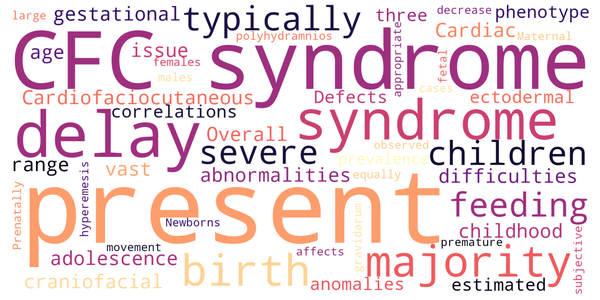 large
gestational
typically
three
decrease
phenotype
polyhydramnios
appropriate
Cardiac
Maternal
age
issue
females
males
fetal
CFC syndrome
cases
Cardiofaciocutaneous
Defects
ectodermal
correlations
delay
Overall
syndrome
observed
range
vast
severe
prevalence
children
abnormalities
equally
difficulties
Prenatally
hyperemesis
present
Newborns
gravidarum
feeding
childhood
subjective
movement
affects
premature
adolescence
birth
majority
craniofacial
anomalies
estimated